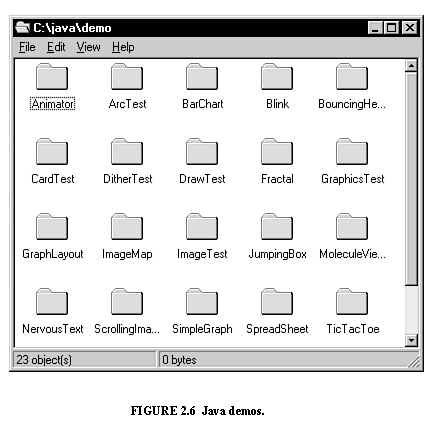 C:\java\demo
File Edit View Help
Animator ArcTest BarChart Blink BouncingHe...
CardTest DitherTest DrawTest Fractal GraphicsTest
GraphLayout ImageMap ImageTest JumpingBox MoleculeVie...
NervousText ScrollingIma... SimpleGraph SpreadSheet TicTacToe
23 object(s) 0 bytes
FIGURE 2.6 Java demos.